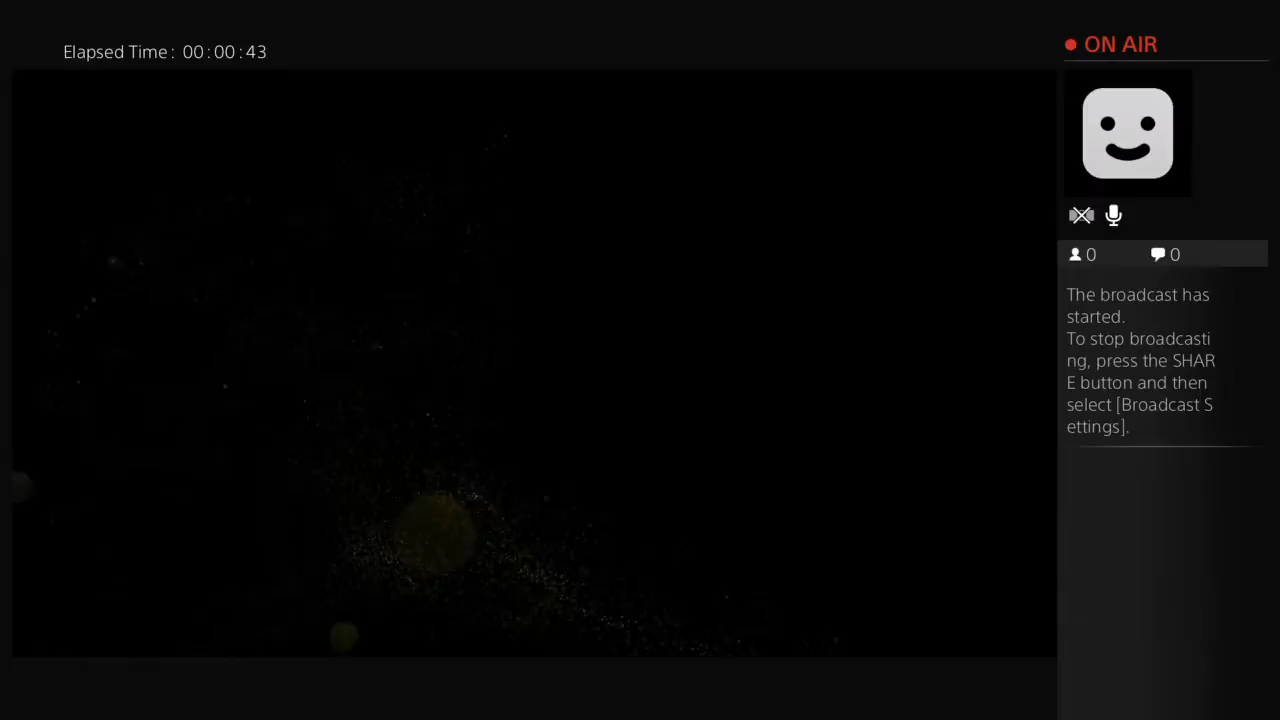 Elapsed Time: 00:00:43
ON AIR
0 0
The broadcast has
started.
To stop broadcasti
ng, press the SHAR
E button and then
select [Broadcast S
ettings].